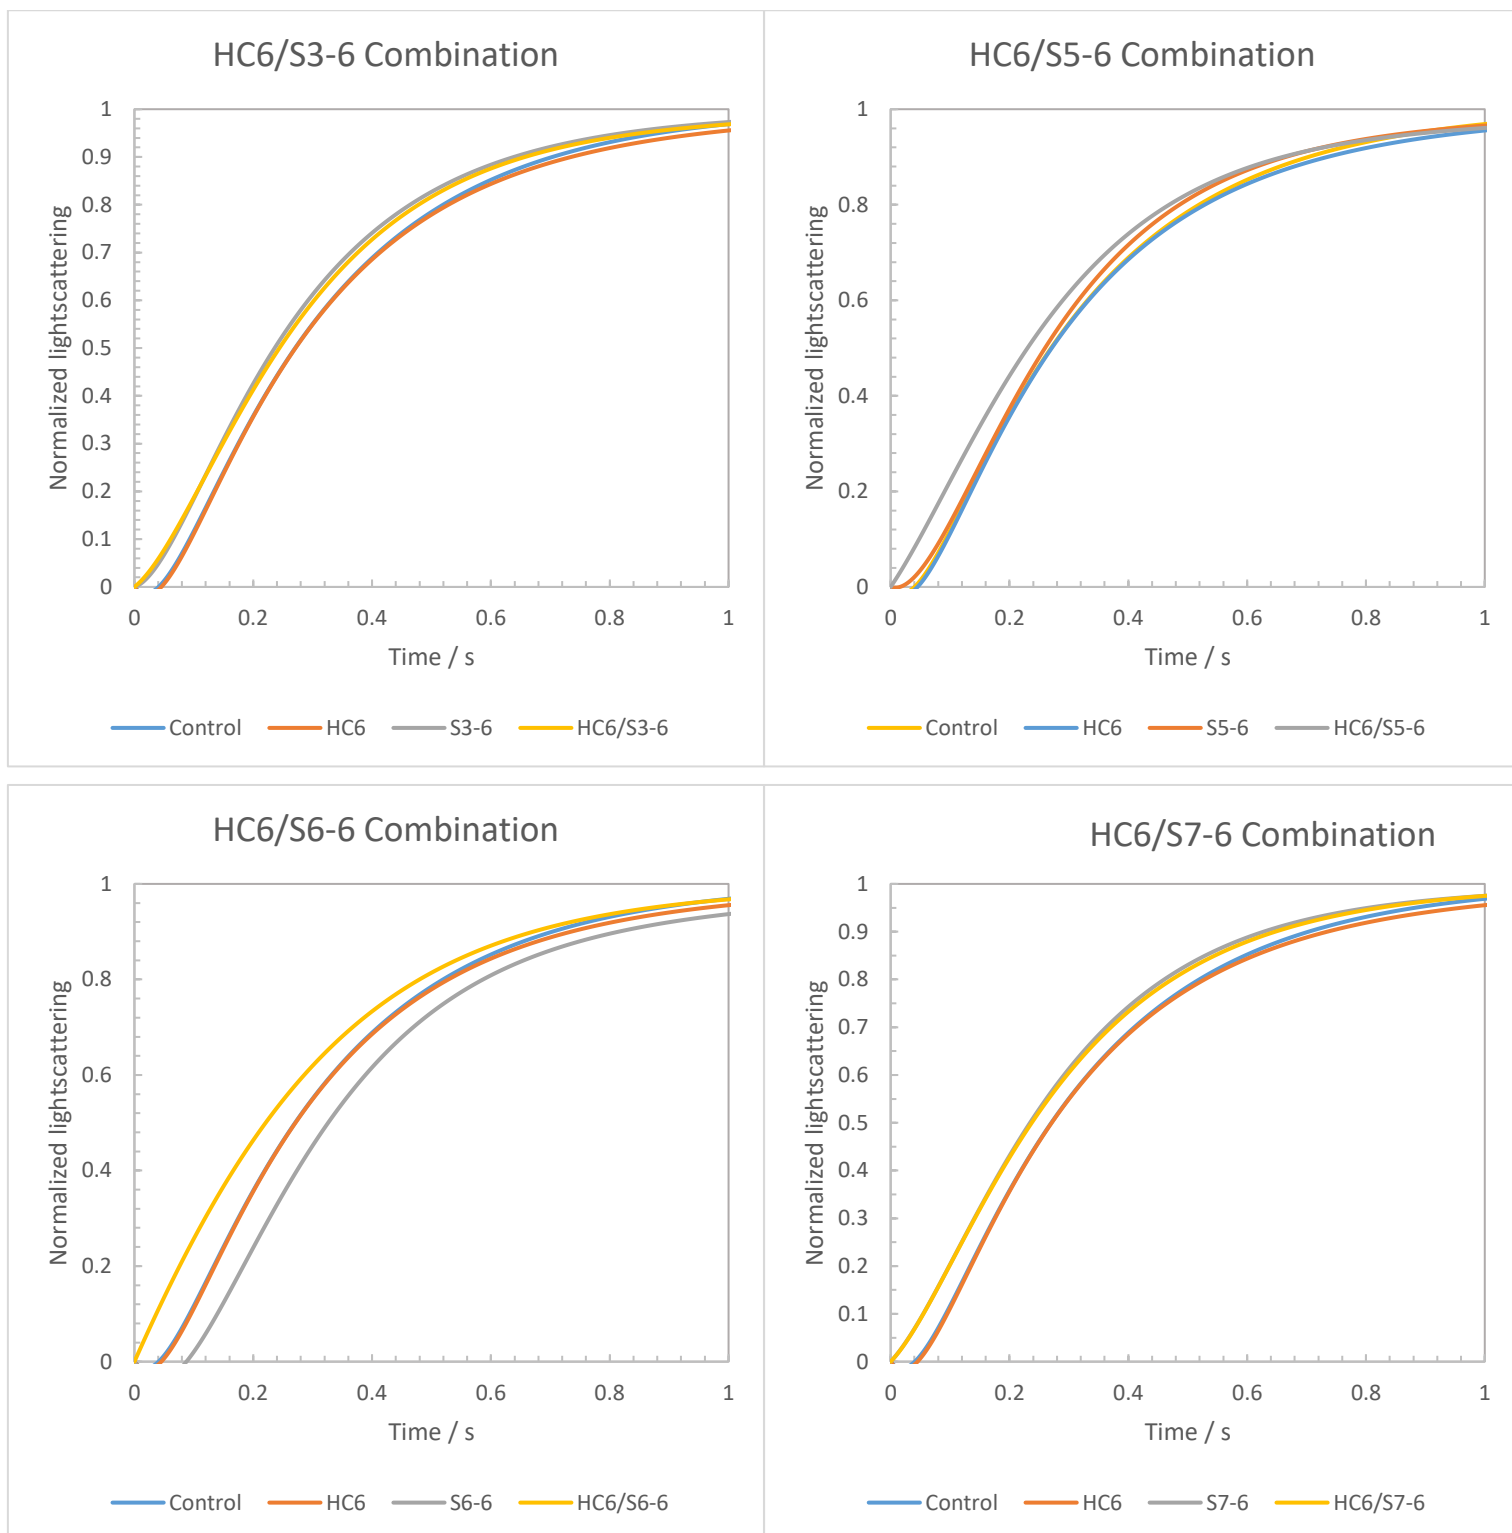 HC6/S3-6 Combination
Normalized lightscattering
1
0.9
0.8
0.7
0.6
0.5
0.4
0.3
0.2
0.1
0
0 0.2 0.4 0.6 0.8 1
Time / s
Control HC6 S3-6 HC6/S3-6
HC6/S5-6 Combination
Normalized lightscattering
1
0.8
0.6
0.4
0.2
0
0 0.2 0.4 0.6 0.8 1
Time / s
Control HC6 S5-6 HC6/S5-6
HC6/S6-6 Combination
Normalized lightscattering
1
0.8
0.6
0.4
0.2
0
0 0.2 0.4 0.6 0.8 1
Time / s
Control HC6 S6-6 HC6/S6-6
HC6/S7-6 Combination
Normalized lightscattering
1
0.9
0.8
0.7
0.6
0.5
0.4
0.3
0.2
0.1
0
0 0.2 0.4 0.6 0.8 1
Time / s
Control HC6 S7-6 HC6/S7-6